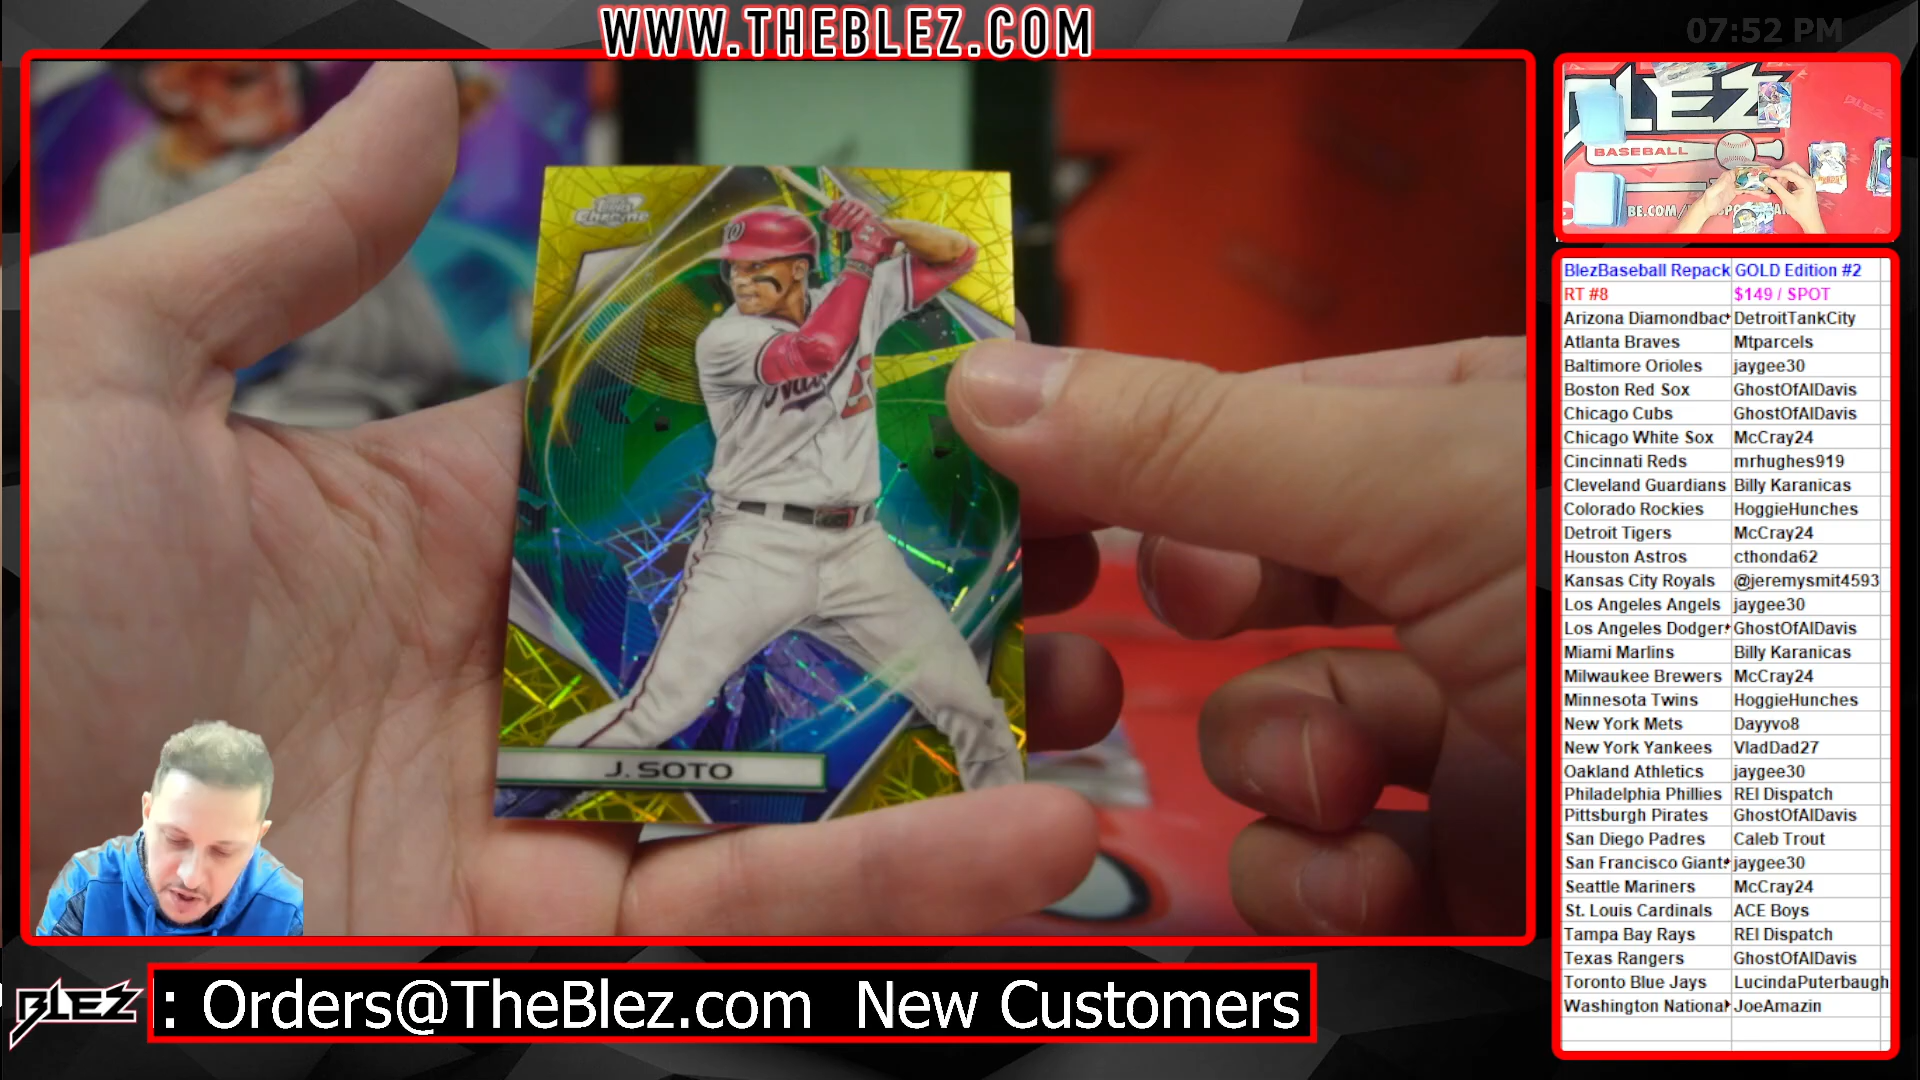 WWW.THEBLEZ.COM
07:52 PM
Topps
Chrome
J. SOTO
BLEZ
BASEBALL
BlezBaseball Repack GOLD Edition #2
RT #8 $149 / SPOT
Arizona Diamondbac DetroitTankCity
Atlanta Braves Mtparcels
Baltimore Orioles jaygee30
Boston Red Sox GhostOfAlDavis
Chicago Cubs GhostOfAlDavis
Chicago White Sox McCray24
Cincinnati Reds mrhughes919
Cleveland Guardians Billy Karanicas
Colorado Rockies HoggieHunches
Detroit Tigers McCray24
Houston Astros cthonda62
Kansas City Royals @jeremysmit4593
Los Angeles Angels jaygee30
Los Angeles Dodger GhostOfAlDavis
Miami Marlins Billy Karanicas
Milwaukee Brewers McCray24
Minnesota Twins HoggieHunches
New York Mets Dayyvo8
New York Yankees VladDad27
Oakland Athletics jaygee30
Philadelphia Phillies REI Dispatch
Pittsburgh Pirates GhostOfAlDavis
San Diego Padres Caleb Trout
San Francisco Giant jaygee30
Seattle Mariners McCray24
St. Louis Cardinals ACE Boys
Tampa Bay Rays REI Dispatch
Texas Rangers GhostOfAlDavis
Toronto Blue Jays LucindaPuterbaugh
Washington National JoeAmazin
BLEZ : Orders@TheBlez.com New Customers